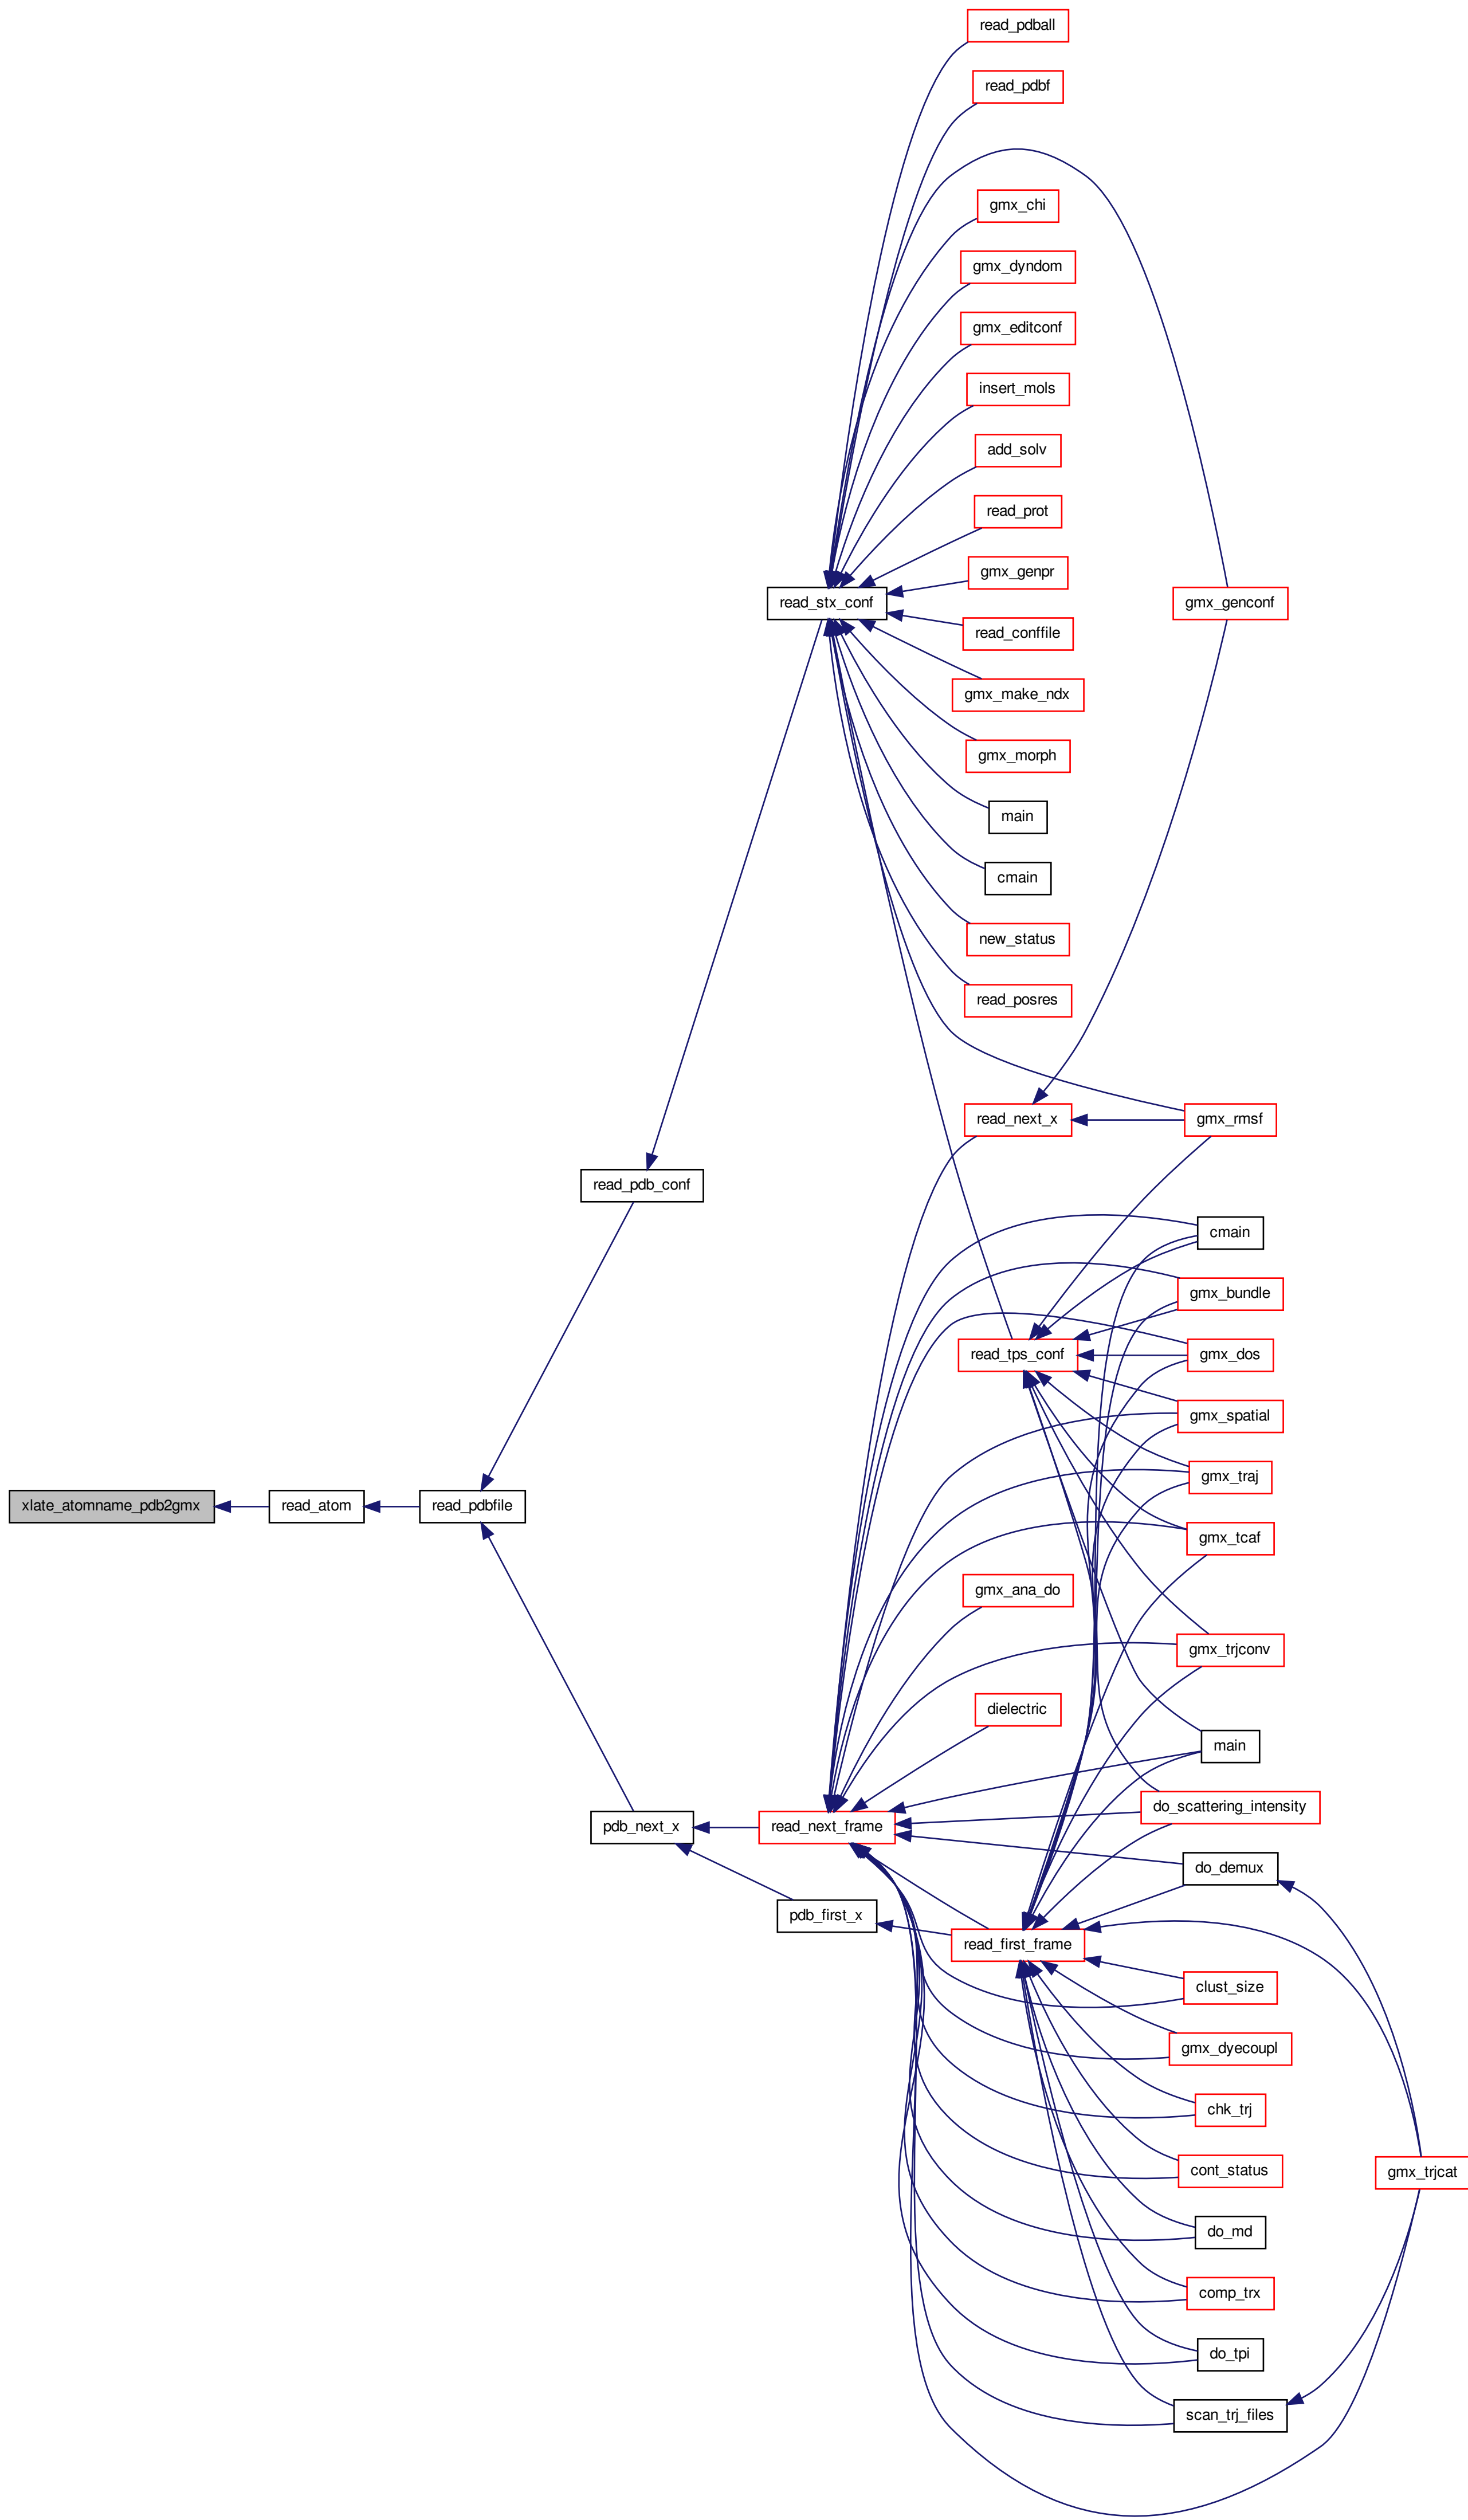 read_pdball
read_pdbf
gmx_chi
gmx_dyndom
gmx_editconf
insert_mols
add_solv
read_prot
gmx_genpr
read_stx_conf
gmx_genconf
read_conffile
gmx_make_ndx
gmx_morph
main
cmain
new_status
read_posres
read_next_x
gmx_rmsf
read_pdb_conf
cmain
gmx_bundle
read_tps_conf
gmx_dos
gmx_spatial
gmx_traj
xlate_atomname_pdb2gmx
read_atom
read_pdbfile
gmx_tcaf
gmx_ana_do
gmx_trjconv
dielectric
main
do_scattering_intensity
pdb_next_x
read_next_frame
do_demux
pdb_first_x
read_first_frame
clust_size
gmx_dyecoupl
chk_trj
cont_status
gmx_trjcat
do_md
comp_trx
do_tpi
scan_trj_files